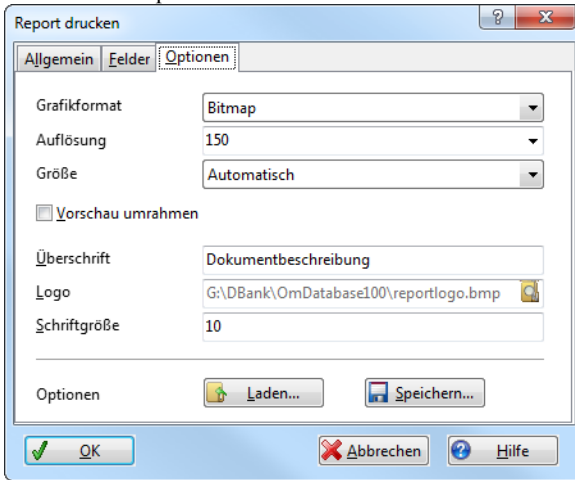 Report drucken
Allgemein Felder Optionen
Grafikformat Bitmap
Auflösung 150
Größe Automatisch
Vorschau umrahmen
Überschrift Dokumentbeschreibung
Logo G:\DBank\OmDatabase100\reportlogo.bmp
Schriftgröße 10
Optionen Laden... Speichern...
OK Abbrechen Hilfe